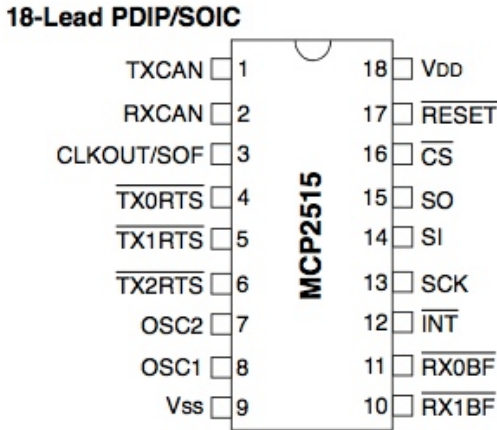 18-Lead PDIP/SOIC
TXCAN 1 18 VDD
RXCAN 2 17 RESET
CLKOUT/SOF 3 16 CS
TX0RTS 4 15 SO
TX1RTS 5 14 SI
TX2RTS 6 13 SCK
OSC2 7 12 INT
OSC1 8 11 RX0BF
Vss 9 10 RX1BF
MCP2515